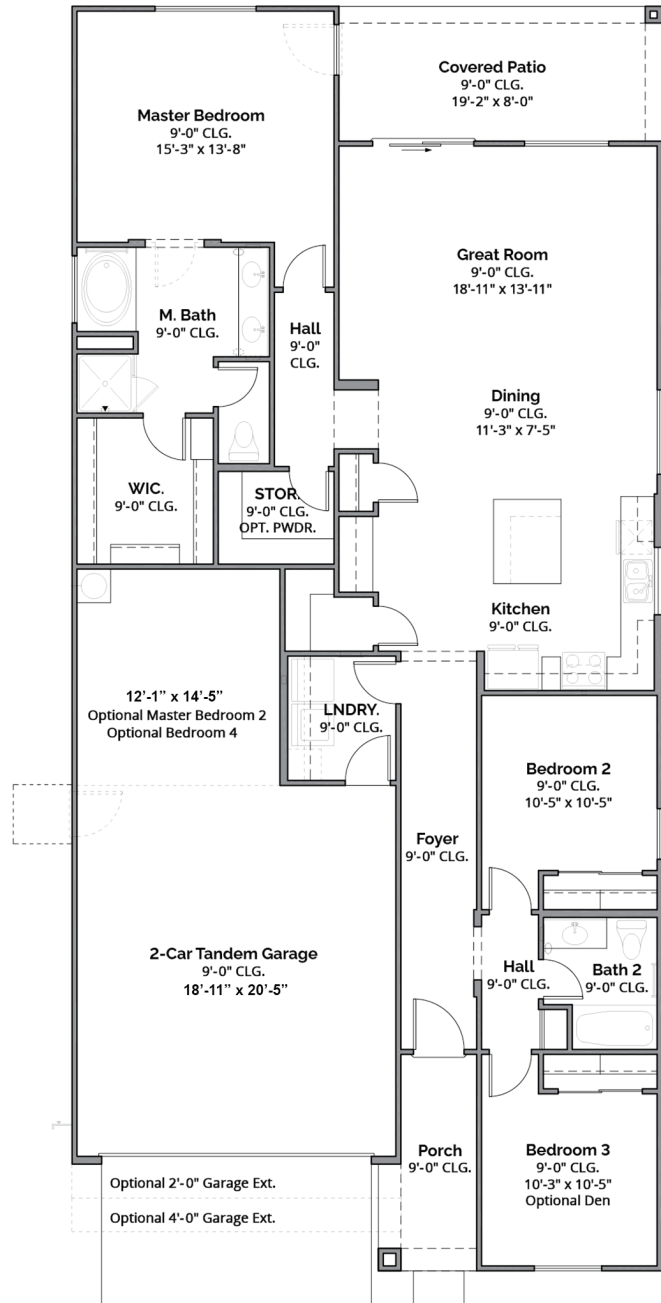 Covered Patio
9'-0" CLG.
19'-2" x 8'-0"
Master Bedroom
9'-0" CLG.
15'-3" x 13'-8"
Great Room
9'-0" CLG.
18'-11" x 13'-11"
M. Bath
9'-0" CLG.
Hall
9'-0"
CLG.
Dining
9'-0" CLG.
11'-3" x 7'-5"
WIC.
9'-0" CLG.
STOR.
9'-0" CLG.
OPT. PWDR.
Kitchen
9'-0" CLG.
12'-1" x 14'-5"
Optional Master Bedroom 2
Optional Bedroom 4
LNDRY.
9'-0" CLG.
Bedroom 2
9'-0" CLG.
10'-5" x 10'-5"
Foyer
9'-0" CLG.
2-Car Tandem Garage
9'-0" CLG.
18'-11" x 20'-5"
Hall
9'-0" CLG.
Bath 2
9'-0" CLG.
Porch
9'-0" CLG.
Bedroom 3
9'-0" CLG.
10'-3" x 10'-5"
Optional Den
Optional 2'-0" Garage Ext.
Optional 4'-0" Garage Ext.